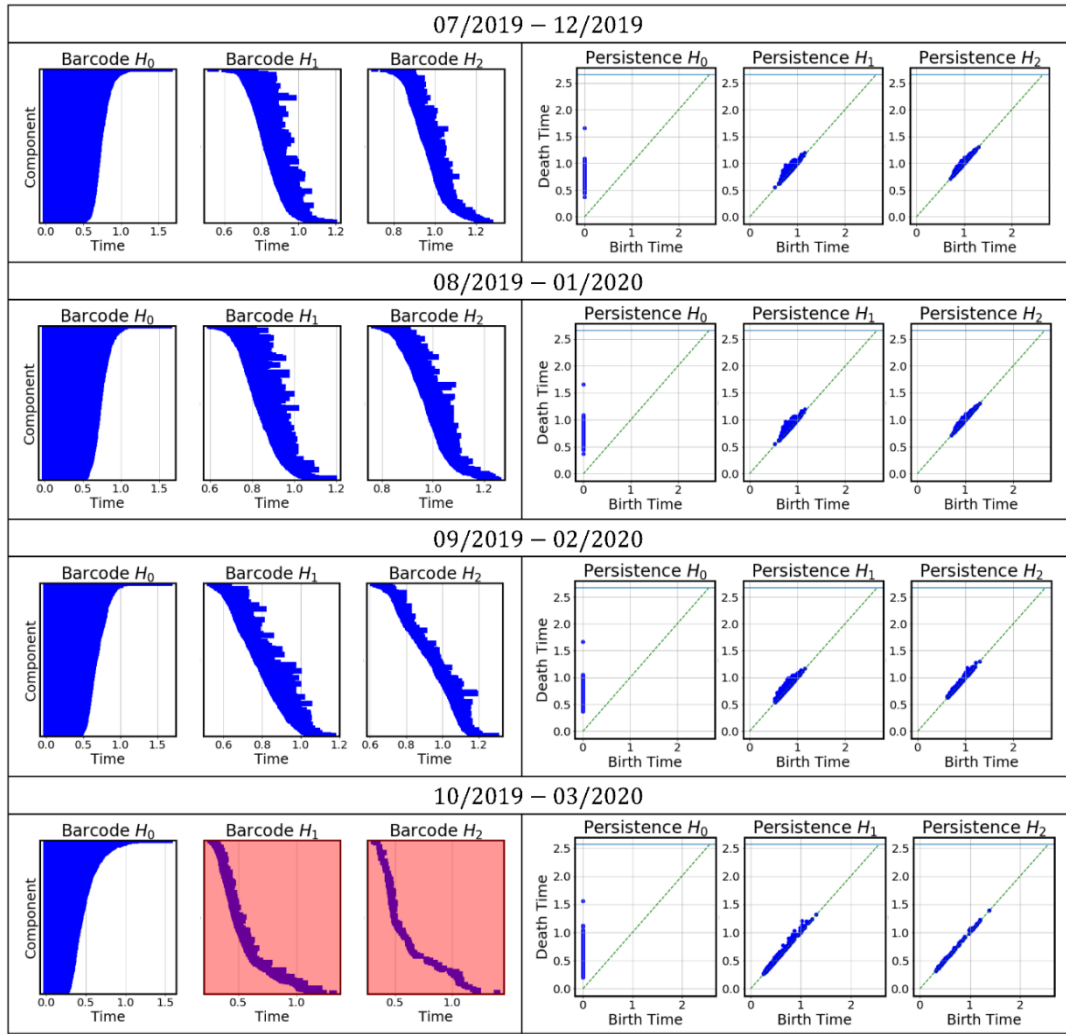 07/2019 – 12/2019
Barcode H₀ Barcode H₁ Barcode H₂ Persistence H₀ Persistence H₁ Persistence H₂
Component
Death Time
2.5
2.0
1.5
1.0
0.5
0.0
0.0 0.5 1.0 1.5 0.6 0.8 1.0 1.2 0.8 1.0 1.2 0 1 2 0 1 2 0 1 2
Time Time Time Birth Time Birth Time Birth Time
08/2019 – 01/2020
Barcode H₀ Barcode H₁ Barcode H₂ Persistence H₀ Persistence H₁ Persistence H₂
Component
Death Time
2.5
2.0
1.5
1.0
0.5
0.0
0.0 0.5 1.0 1.5 0.6 0.8 1.0 1.2 0.8 1.0 1.2 0 1 2 0 1 2 0 1 2
Time Time Time Birth Time Birth Time Birth Time
09/2019 – 02/2020
Barcode H₀ Barcode H₁ Barcode H₂ Persistence H₀ Persistence H₁ Persistence H₂
Component
Death Time
2.5
2.0
1.5
1.0
0.5
0.0
0.0 0.5 1.0 1.5 0.6 0.8 1.0 1.2 0.6 0.8 1.0 1.2 0 1 2 0 1 2 0 1 2
Time Time Time Birth Time Birth Time Birth Time
10/2019 – 03/2020
Barcode H₀ Barcode H₁ Barcode H₂ Persistence H₀ Persistence H₁ Persistence H₂
Component
Death Time
2.5
2.0
1.5
1.0
0.5
0.0
0.0 0.5 1.0 1.5 0.5 1.0 0.5 1.0 0 1 2 0 1 2 0 1 2
Time Time Time Birth Time Birth Time Birth Time